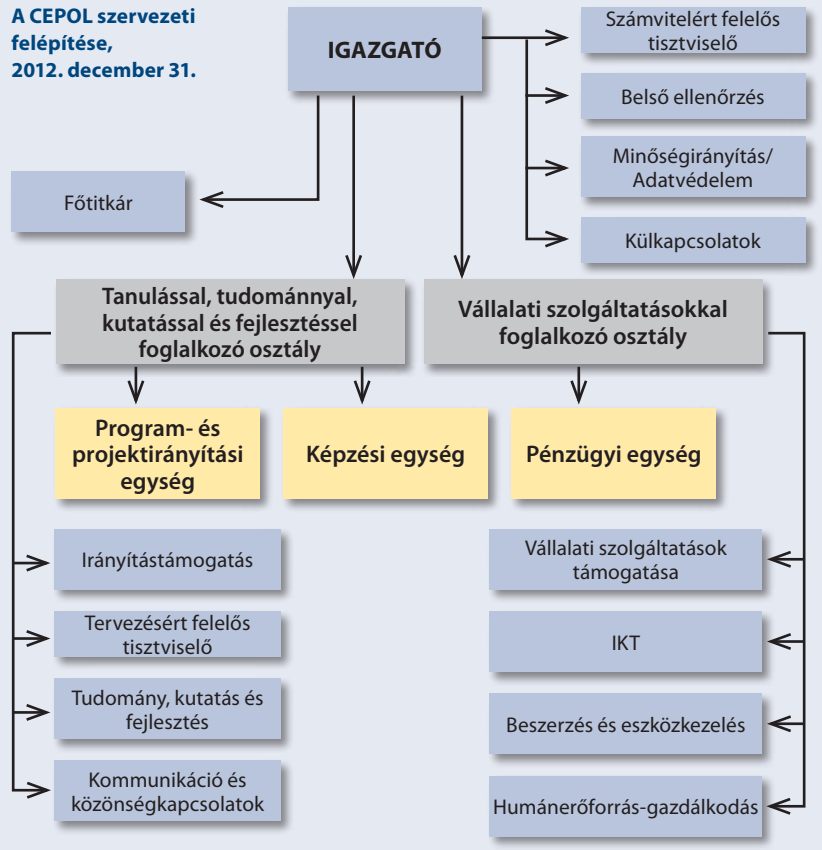 A CEPOL szervezeti
felépítése,
2012. december 31.
IGAZGATÓ
Számvitelért felelős
tisztviselő
Belső ellenőrzés
Minőségirányítás/
Adatvédelem
Külkapcsolatok
Főtitkár
Tanulással, tudománnyal,
kutatással és fejlesztéssel
foglalkozó osztály
Vállalati szolgáltatásokkal
foglalkozó osztály
Program- és
projektirányítási
egység
Képzési egység
Pénzügyi egység
Irányítástámogatás
Tervezésért felelős
tisztviselő
Tudomány, kutatás és
fejlesztés
Kommunikáció és
közönségkapcsolatok
Vállalati szolgáltatások
támogatása
IKT
Beszerzés és eszközkezelés
Humánerőforrás-gazdálkodás